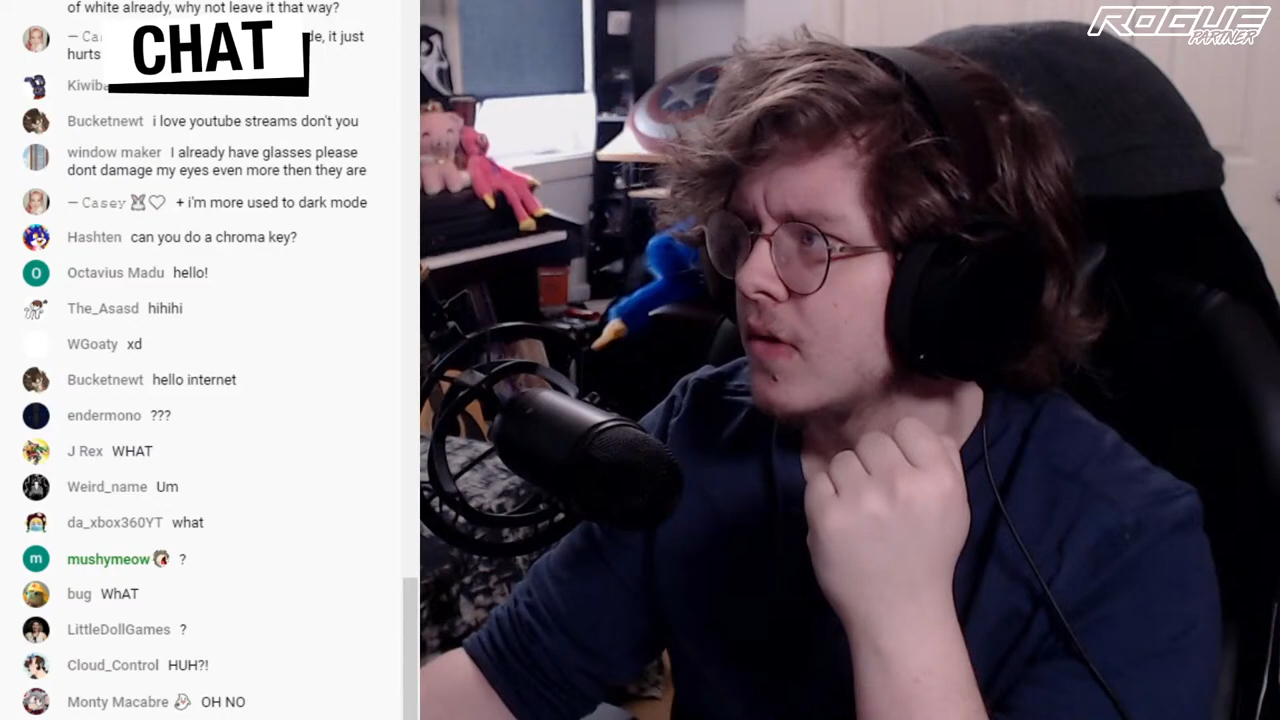 of white already, why not leave it that way?
de, it just
hurts
CHAT
Kiwiba
Bucketnewt i love youtube streams don't you
window maker I already have glasses please
dont damage my eyes even more then they are
— Casey + i'm more used to dark mode
Hashten can you do a chroma key?
O Octavius Madu hello!
The_Asasd hihihi
WGoaty xd
Bucketnewt hello internet
endermono ???
J Rex WHAT
Weird_name Um
da_xbox360YT what
m mushymeow ?
bug WhAT
LittleDollGames ?
Cloud_Control HUH?!
Monty Macabre OH NO
ROGUE
PARTNER